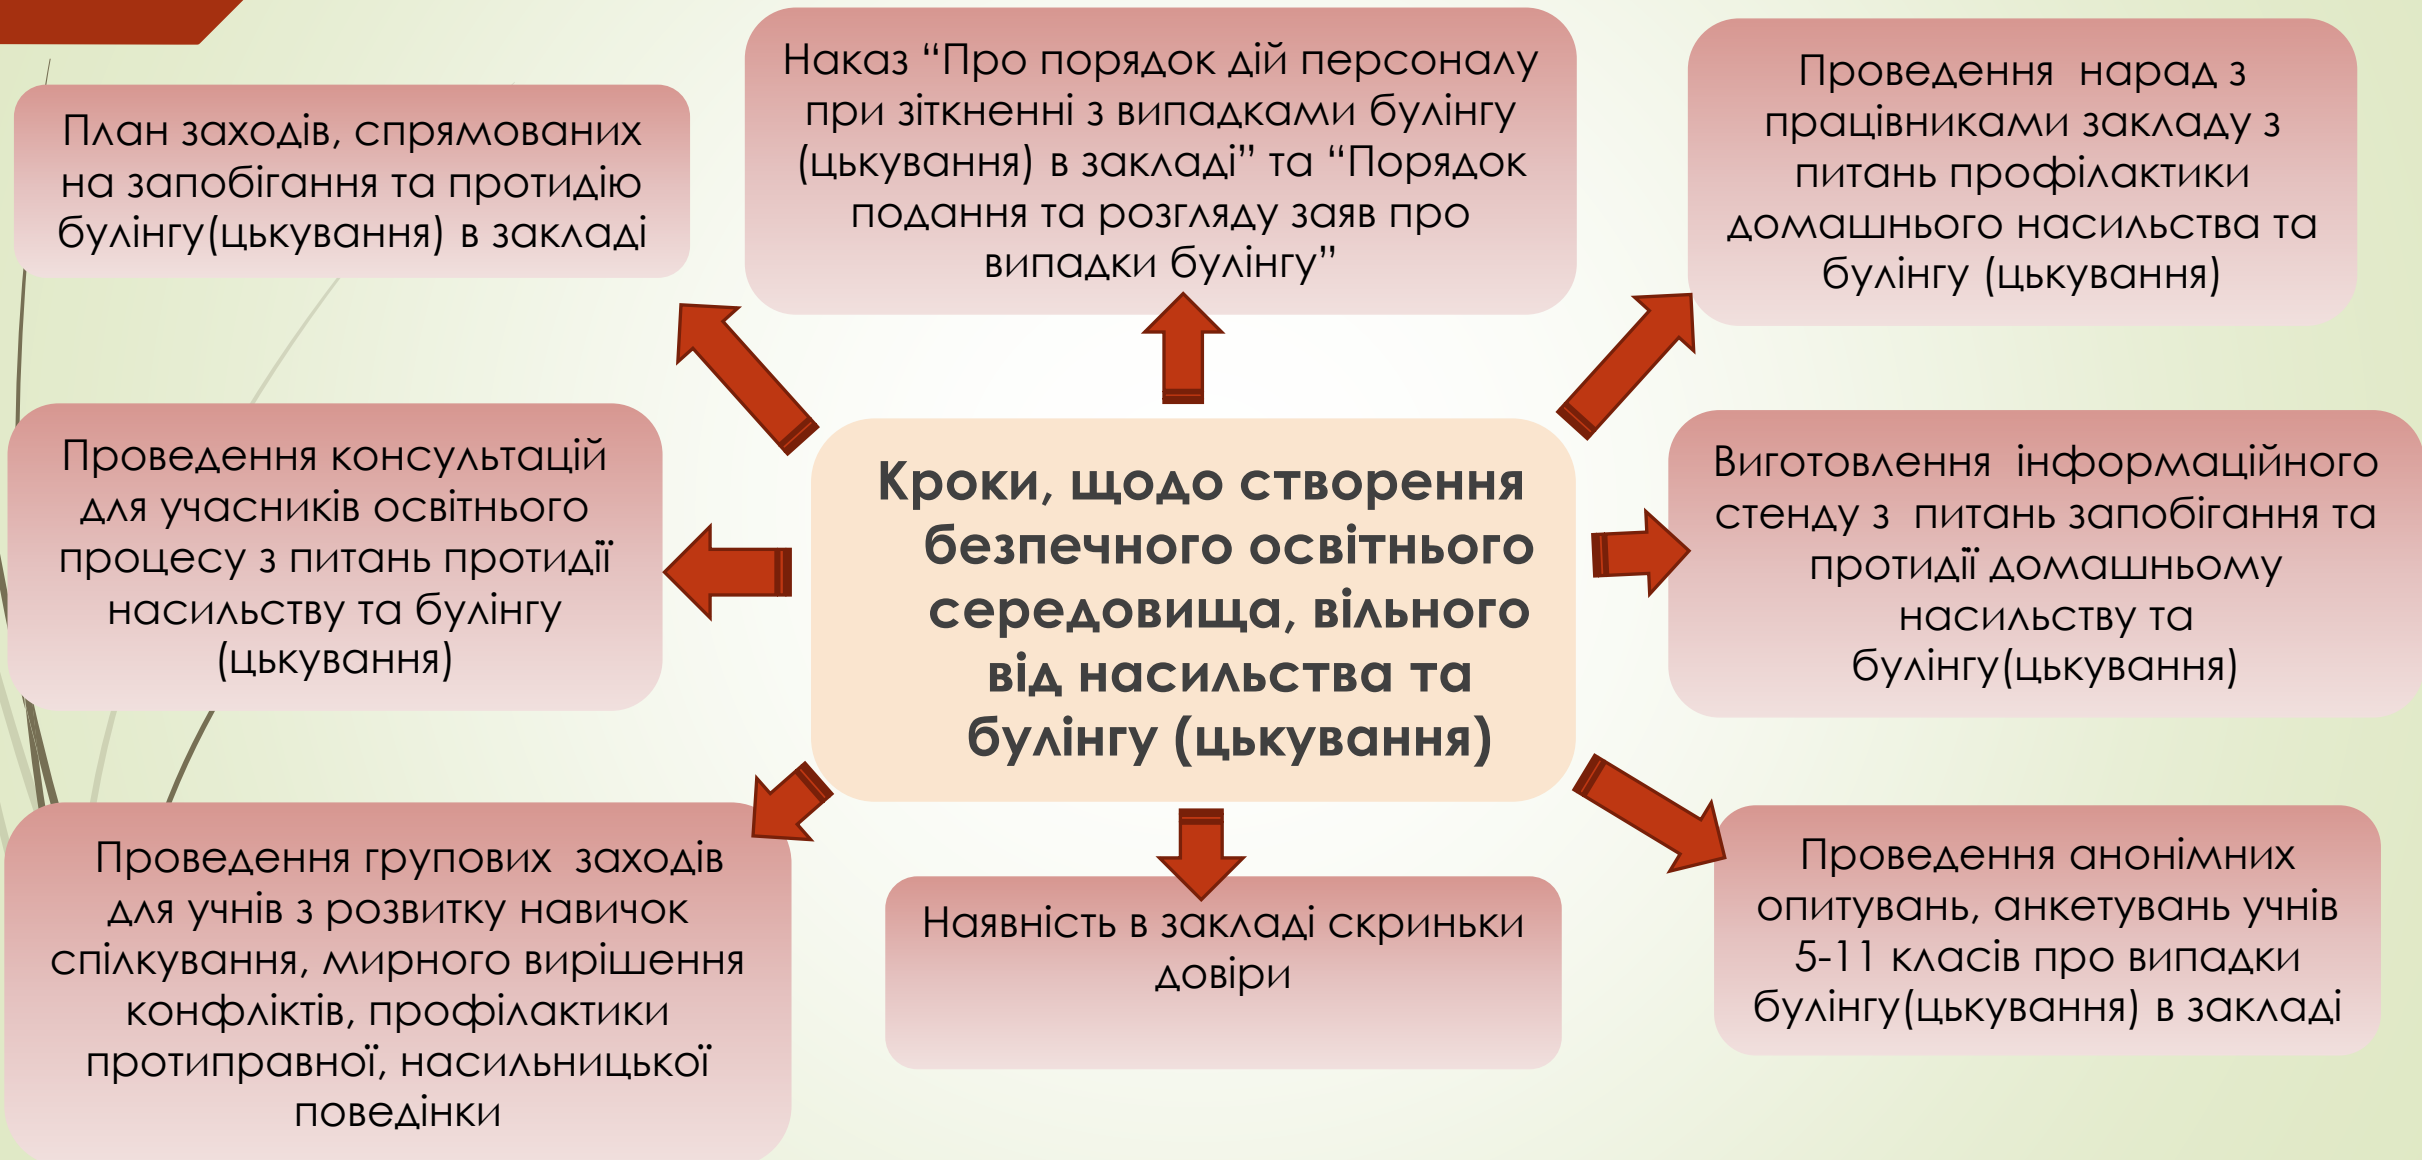 План заходів, спрямованих
на запобігання та протидію
булінгу(цькування) в закладі
Наказ “Про порядок дій персоналу
при зіткненні з випадками булінгу
(цькування) в закладі” та “Порядок
подання та розгляду заяв про
випадки булінгу”
Проведення нарад з
працівниками закладу з
питань профілактики
домашнього насильства та
булінгу (цькування)
Проведення консультацій
для учасників освітнього
процесу з питань протидії
насильству та булінгу
(цькування)
Кроки, щодо створення
безпечного освітнього
середовища, вільного
від насильства та
булінгу (цькування)
Виготовлення інформаційного
стенду з питань запобігання та
протидії домашньому
насильству та
булінгу(цькування)
Проведення групових заходів
для учнів з розвитку навичок
спілкування, мирного вирішення
конфліктів, профілактики
протиправної, насильницької
поведінки
Наявність в закладі скриньки
довіри
Проведення анонімних
опитувань, анкетувань учнів
5-11 класів про випадки
булінгу(цькування) в закладі